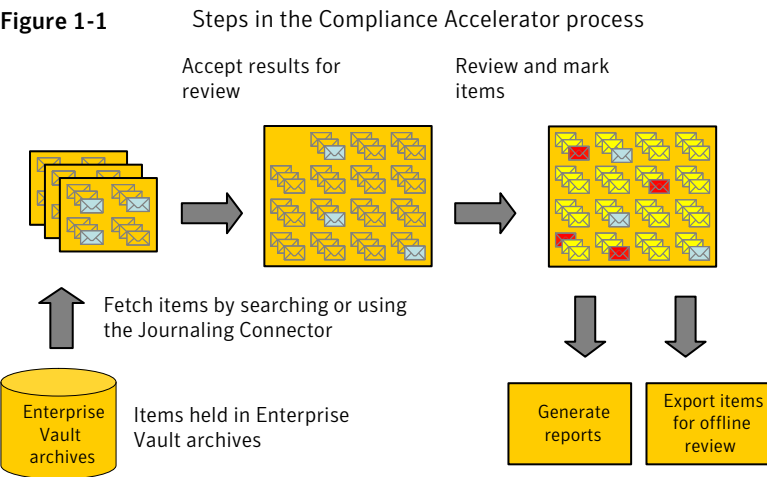 Figure 1-1 Steps in the Compliance Accelerator process
Accept results for
review
Review and mark
items
Fetch items by searching or using
the Journaling Connector
Enterprise
Vault
archives
Items held in Enterprise
Vault archives
Generate
reports
Export items
for offline
review